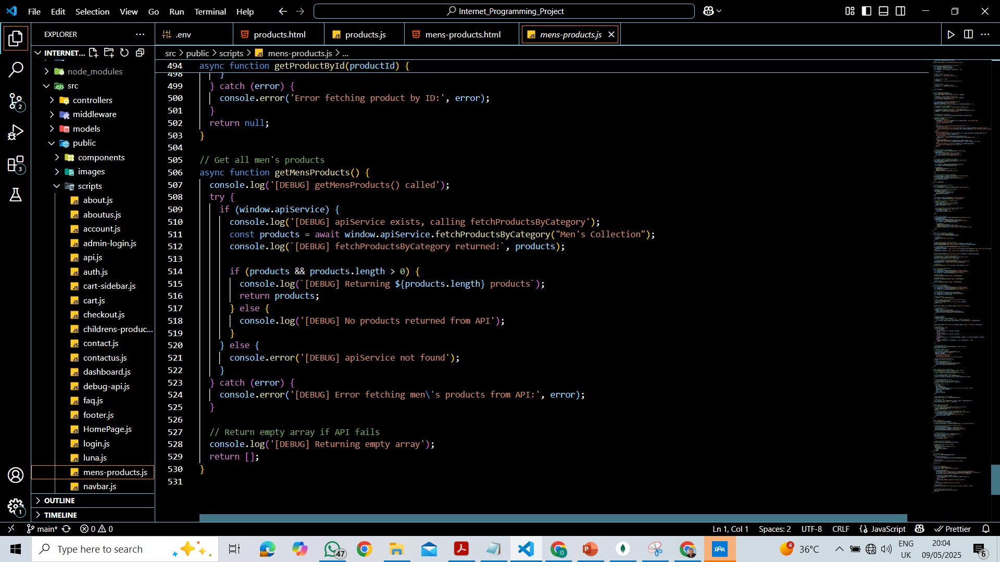 File Edit Selection View Go Run Terminal Help
Internet_Programming_Project
EXPLORER
.env
products.html
products.js
mens-products.html
mens-products.js
INTERNET...
src > public > scripts > mens-products.js > ...
node_modules
src
controllers
middleware
models
public
components
images
scripts
about.js
aboutus.js
account.js
admin-login.js
api.js
auth.js
cart-sidebar.js
cart.js
checkout.js
childrens-produc...
contact.js
contactus.js
dashboard.js
debug-api.js
faq.js
footer.js
HomePage.js
login.js
luna.js
mens-products.js
navbar.js
OUTLINE
TIMELINE
2
3
1
494 async function getProductById(productId) {
498 }
499 } catch (error) {
500 console.error('Error fetching product by ID:', error);
501 }
502 return null;
503 }
504
505 // Get all men's products
506 async function getMensProducts() {
507 console.log('[DEBUG] getMensProducts() called');
508 try {
509 if (window.apiService) {
510 console.log('[DEBUG] apiService exists, calling fetchProductsByCategory');
511 const products = await window.apiService.fetchProductsByCategory("Men's Collection");
512 console.log(`[DEBUG] fetchProductsByCategory returned:`, products);
513
514 if (products && products.length > 0) {
515 console.log(`[DEBUG] Returning ${products.length} products`);
516 return products;
517 } else {
518 console.log('[DEBUG] No products returned from API');
519 }
520 } else {
521 console.error('[DEBUG] apiService not found');
522 }
523 } catch (error) {
524 console.error('[DEBUG] Error fetching men\'s products from API:', error);
525 }
526
527 // Return empty array if API fails
528 console.log('[DEBUG] Returning empty array');
529 return [];
530 }
531
main* 0 0
Ln 1, Col 1 Spaces: 2 UTF-8 CRLF {} JavaScript Prettier
Type here to search
47
4
36°C
ENG
UK
20:04
09/05/2025
6